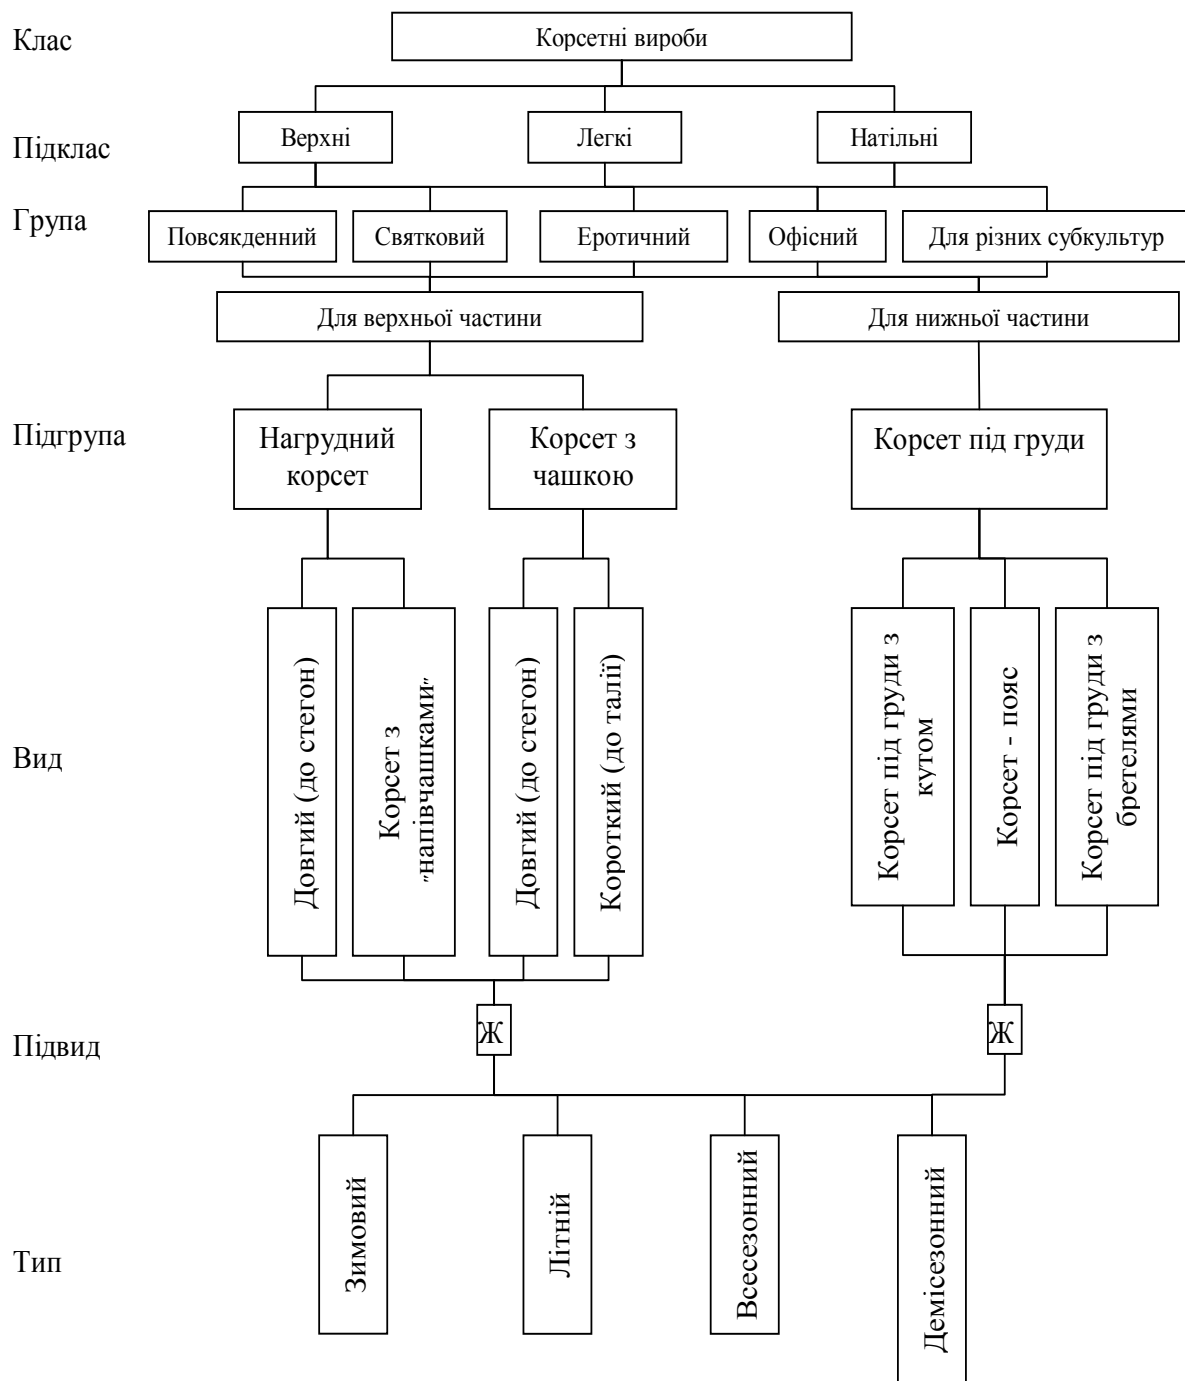 Клас
Корсетні вироби
Підклас
Верхні
Легкі
Натільні
Група
Повсякденний
Святковий
Еротичний
Офісний
Для різних субкультур
Для верхньої частини
Для нижньої частини
Підгрупа
Нагрудний
корсет
Корсет з
чашкою
Корсет під груди
Вид
Довгий (до стегон)
Корсет з
"напівчашками"
Довгий (до стегон)
Короткий (до талії)
Корсет під груди з
кутом
Корсет - пояс
Корсет під груди з
бретелями
Підвид
Ж
Ж
Тип
Зимовий
Літній
Всесезонний
Демісезонний